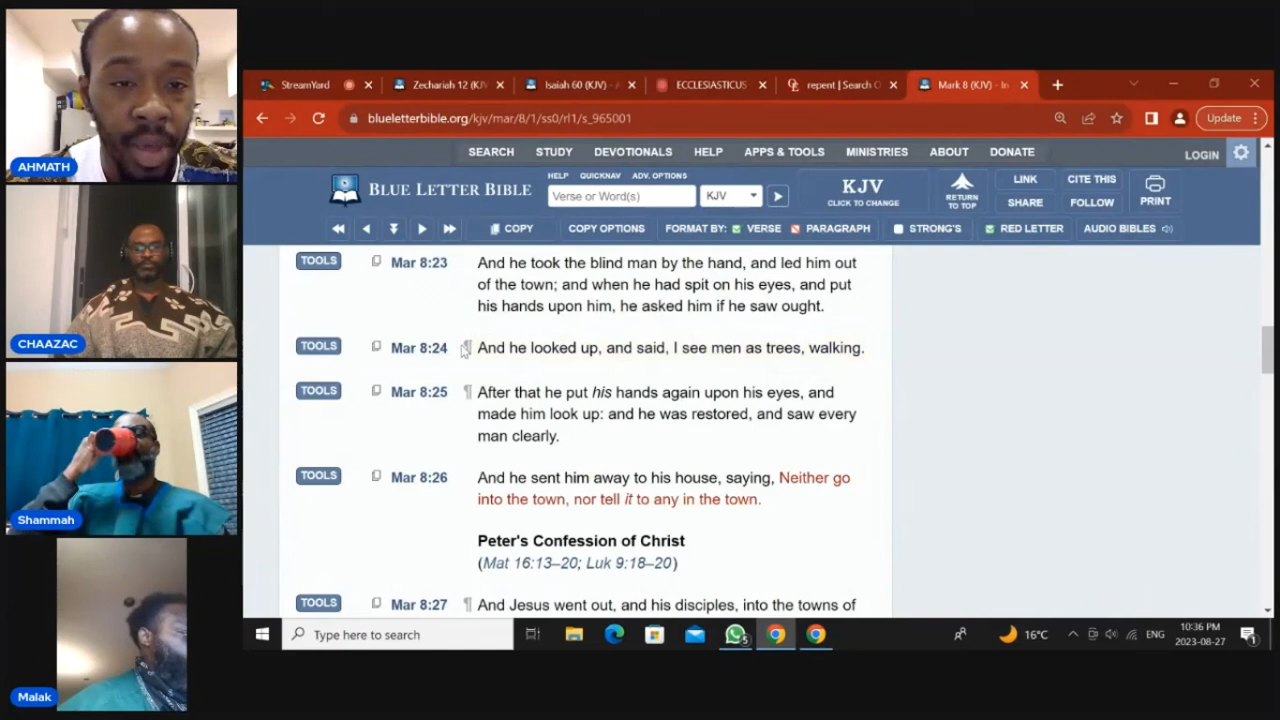 AHMATH
CHAAZAC
Shammah
Malak
StreamYard
Zechariah 12 (KJV
Isaiah 60 (KJV) - A
ECCLESIASTICUS
repent | Search O
Mark 8 (KJV) - In
blueletterbible.org/kjv/mar/8/1/ss0/rl1/s_965001
Update
SEARCH STUDY DEVOTIONALS HELP APPS & TOOLS MINISTRIES ABOUT DONATE
LOGIN
BLUE LETTER BIBLE
HELP QUICKNAV ADV. OPTIONS
Verse or Word(s)
KJV
KJV
CLICK TO CHANGE
RETURN
TO TOP
LINK
SHARE
CITE THIS
FOLLOW
PRINT
COPY COPY OPTIONS FORMAT BY: VERSE PARAGRAPH STRONG'S RED LETTER AUDIO BIBLES
TOOLS Mar 8:23 And he took the blind man by the hand, and led him out
of the town; and when he had spit on his eyes, and put
his hands upon him, he asked him if he saw ought.
TOOLS Mar 8:24 ¶ And he looked up, and said, I see men as trees, walking.
TOOLS Mar 8:25 ¶ After that he put his hands again upon his eyes, and
made him look up: and he was restored, and saw every
man clearly.
TOOLS Mar 8:26 And he sent him away to his house, saying, Neither go
into the town, nor tell it to any in the town.
Peter's Confession of Christ
(Mat 16:13–20; Luk 9:18–20)
TOOLS Mar 8:27 ¶ And Jesus went out, and his disciples, into the towns of
Type here to search
5
16°C
ENG
10:36 PM
2023-08-27
1